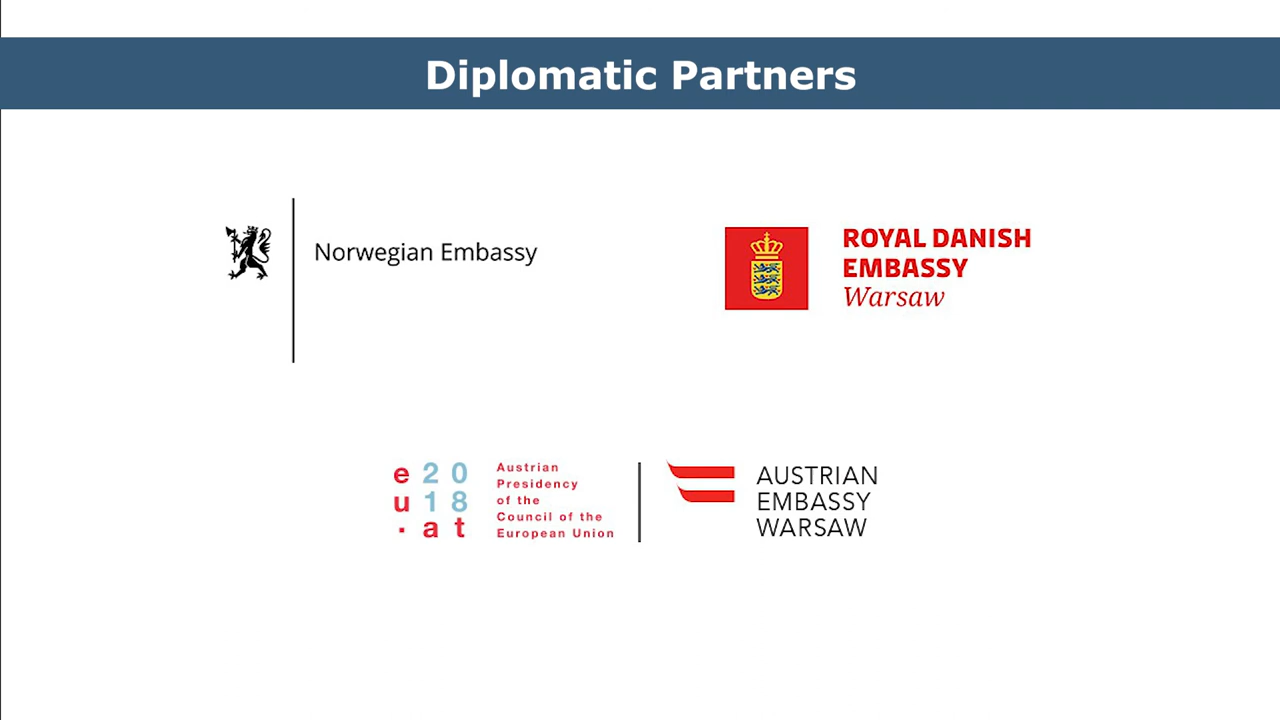 Diplomatic Partners
Norwegian Embassy
ROYAL DANISH
EMBASSY
Warsaw
e 2 0
u 1 8
. a t
Austrian
Presidency
of the
Council of the
European Union
AUSTRIAN
EMBASSY
WARSAW